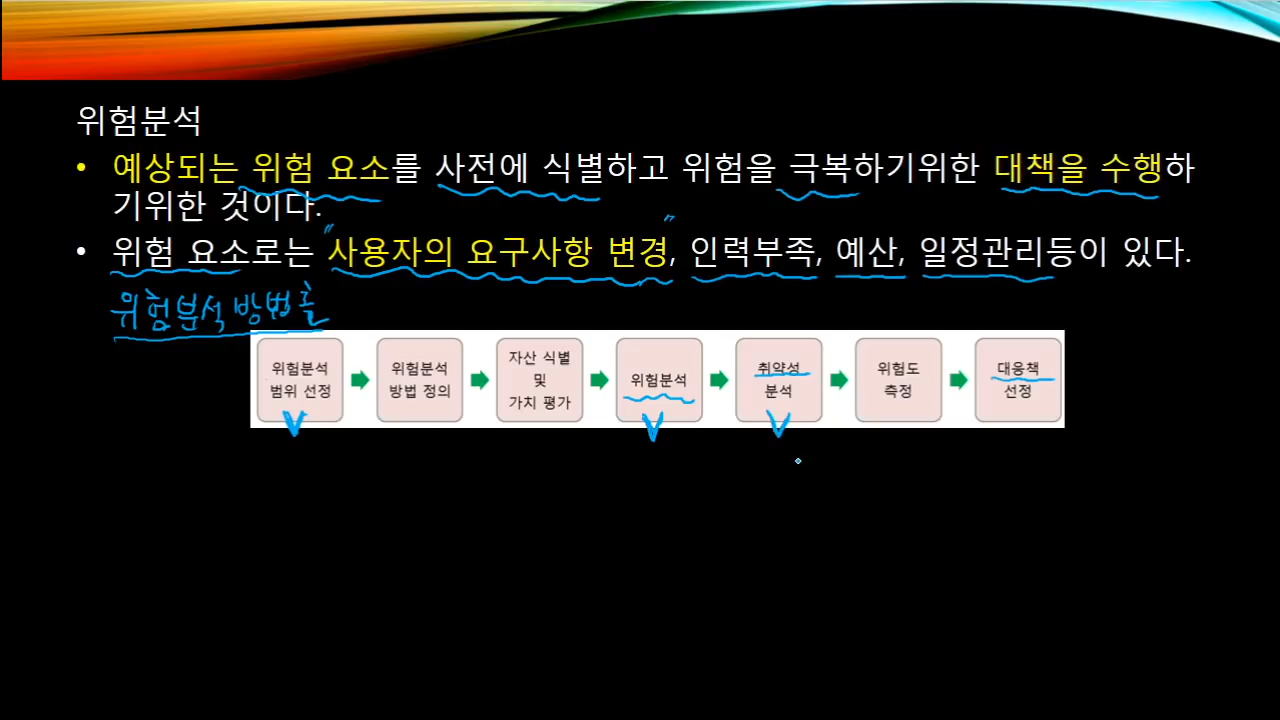 위험분석
• 예상되는 위험 요소를 사전에 식별하고 위험을 극복하기위한 대책을 수행하
기위한 것이다.
• 위험 요소로는 "사용자의 요구사항 변경", 인력부족, 예산, 일정관리등이 있다.
위험분석 방법론
위험분석
범위 선정
위험분석
방법 정의
자산 식별
및
가치 평가
위험분석
취약성
분석
위험도
측정
대응책
선정